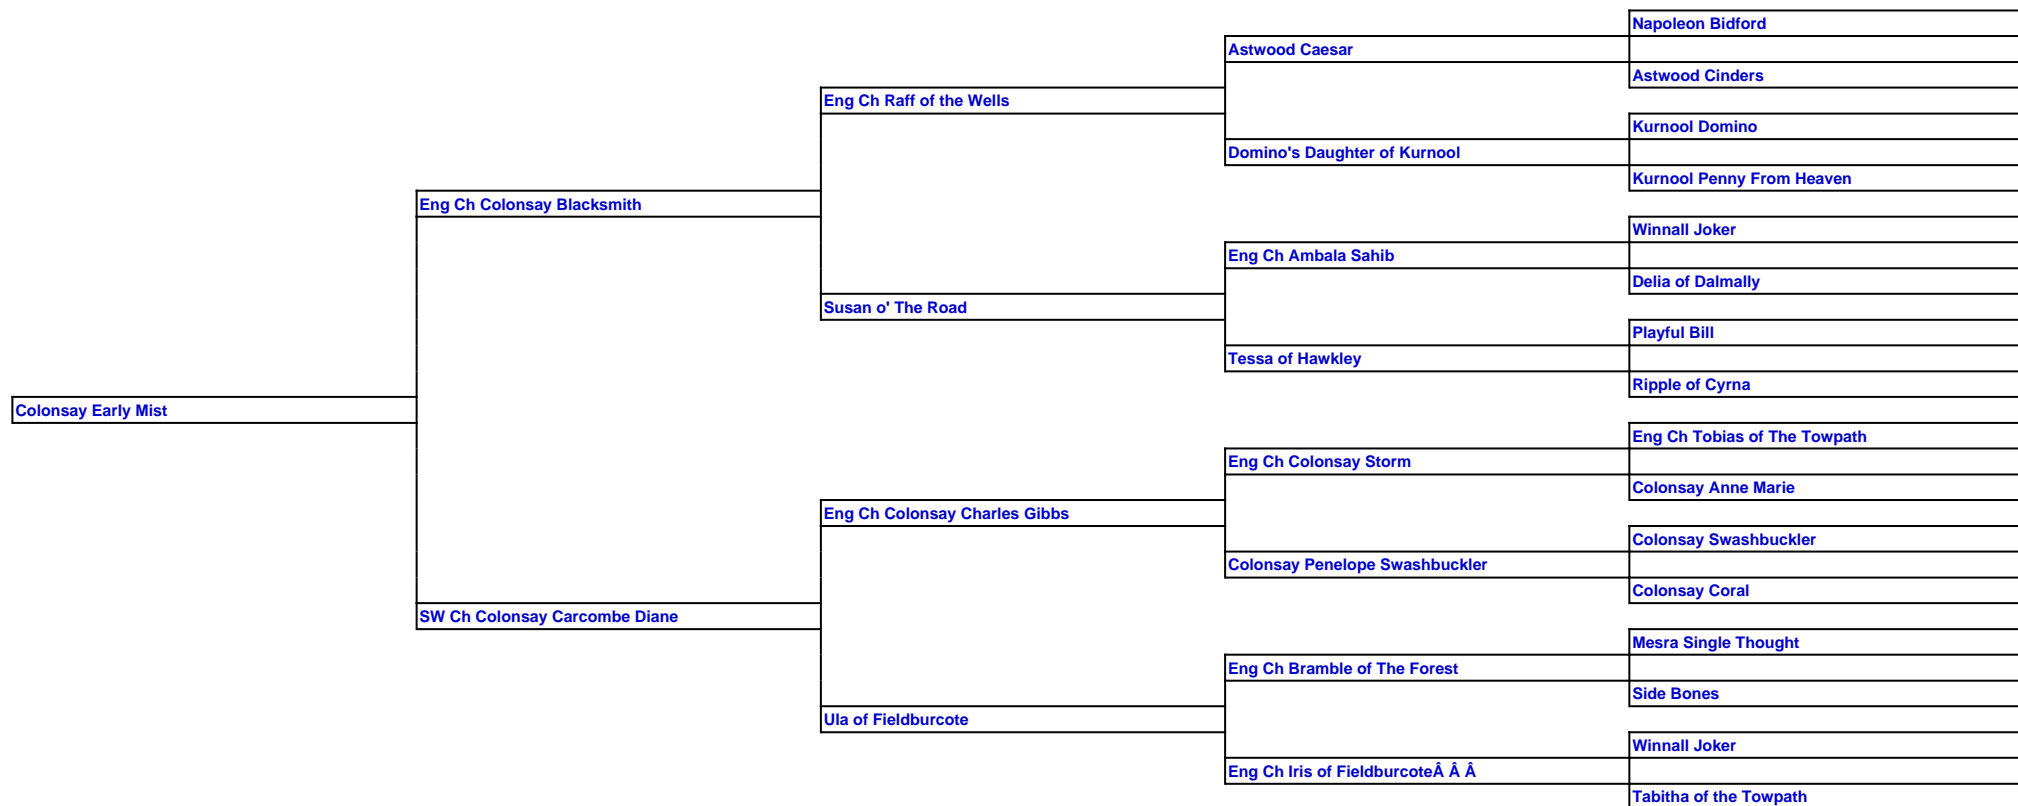 Napoleon Bidford
Astwood Caesar
Astwood Cinders
Eng Ch Raff of the Wells
Kurnool Domino
Domino's Daughter of Kurnool
Kurnool Penny From Heaven
Eng Ch Colonsay Blacksmith
Winnall Joker
Eng Ch Ambala Sahib
Delia of Dalmally
Susan o' The Road
Playful Bill
Tessa of Hawkley
Ripple of Cyrna
Colonsay Early Mist
Eng Ch Tobias of The Towpath
Eng Ch Colonsay Storm
Colonsay Anne Marie
Eng Ch Colonsay Charles Gibbs
Colonsay Swashbuckler
Colonsay Penelope Swashbuckler
Colonsay Coral
SW Ch Colonsay Carcombe Diane
Mesra Single Thought
Eng Ch Bramble of The Forest
Side Bones
Ula of Fieldburcote
Winnall Joker
Eng Ch Iris of FieldburcoteÂ Â Â
Tabitha of the Towpath